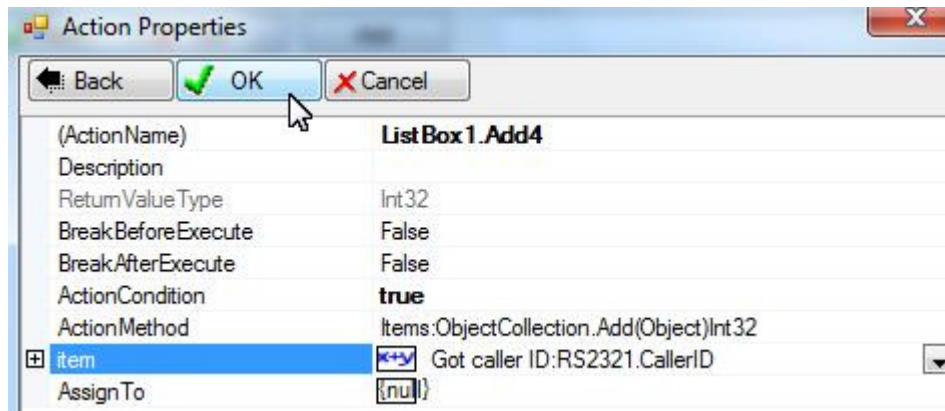 Action Properties
Back OK Cancel
(ActionName) ListBox1.Add4
Description
ReturnValueType Int32
BreakBeforeExecute False
BreakAfterExecute False
ActionCondition true
ActionMethod Items:ObjectCollection.Add(Object)Int32
item x+y Got caller ID:RS2321.CallerID
AssignTo {null}